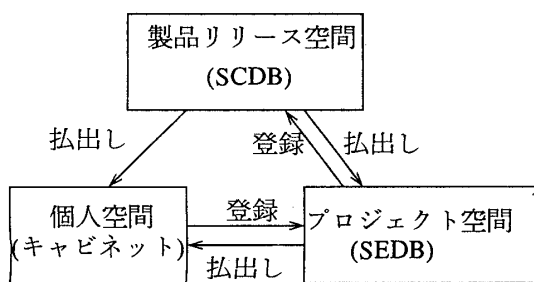 製品リリース空間
(SCDB)
払出し
登録
払出し
個人空間
(キャビネット)
登録
払出し
プロジェクト空間
(SEDB)